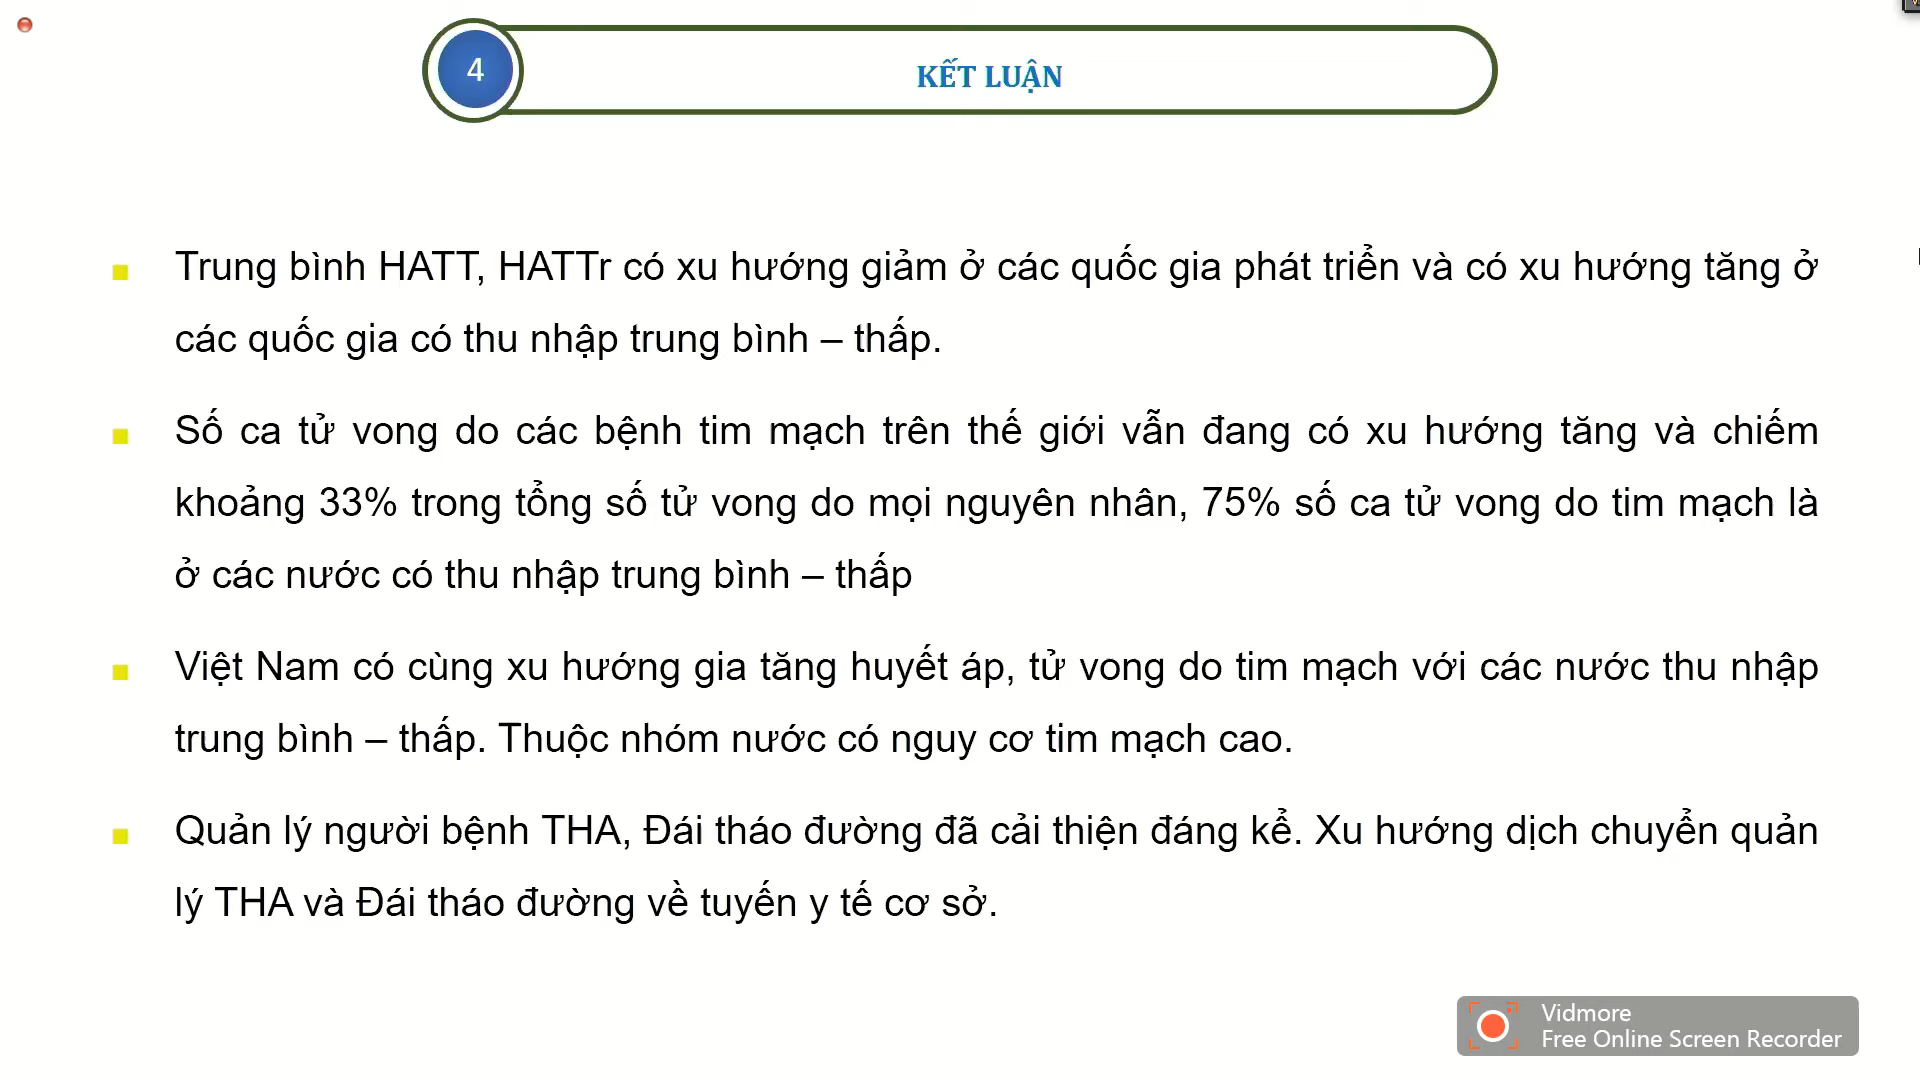 4
KẾT LUẬN
Trung bình HATT, HATTr có xu hướng giảm ở các quốc gia phát triển và có xu hướng tăng ở
các quốc gia có thu nhập trung bình – thấp.
Số ca tử vong do các bệnh tim mạch trên thế giới vẫn đang có xu hướng tăng và chiếm
khoảng 33% trong tổng số tử vong do mọi nguyên nhân, 75% số ca tử vong do tim mạch là
ở các nước có thu nhập trung bình – thấp
Việt Nam có cùng xu hướng gia tăng huyết áp, tử vong do tim mạch với các nước thu nhập
trung bình – thấp. Thuộc nhóm nước có nguy cơ tim mạch cao.
Quản lý người bệnh THA, Đái tháo đường đã cải thiện đáng kể. Xu hướng dịch chuyển quản
lý THA và Đái tháo đường về tuyến y tế cơ sở.
Vidmore
Free Online Screen Recorder